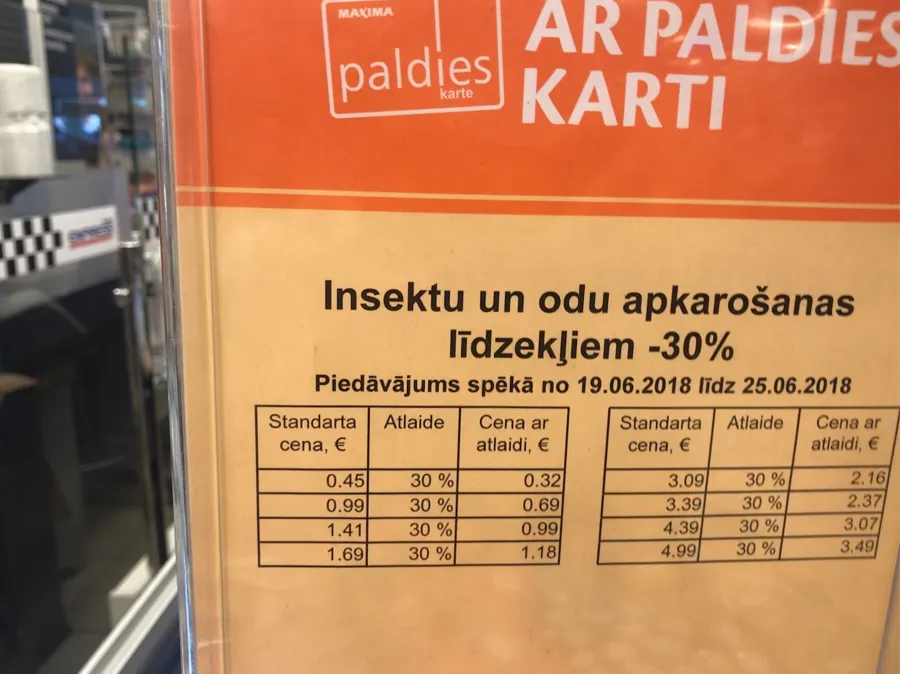 MAXIMA
paldies
karte
AR PALDIES
KARTI
Insektu un odu apkarošanas
līdzekļiem -30%
Piedāvājums spēkā no 19.06.2018 līdz 25.06.2018
Standarta cena, € Atlaide Cena ar atlaidi, €
0.45 30 % 0.32
0.99 30 % 0.69
1.41 30 % 0.99
1.69 30 % 1.18
Standarta cena, € Atlaide Cena ar atlaidi, €
3.09 30 % 2.16
3.39 30 % 2.37
4.39 30 % 3.07
4.99 30 % 3.49